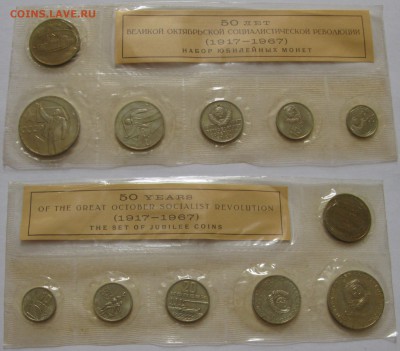 COINS.LAVE.RU
50 ЛЕТ
ВЕЛИКОЙ ОКТЯБРЬСКОЙ СОЦИАЛИСТИЧЕСКОЙ РЕВОЛЮЦИИ
(1917-1967)
НАБОР ЮБИЛЕЙНЫХ МОНЕТ
50 YEARS
OF THE GREAT OCTOBER SOCIALIST REVOLUTION
(1917-1967)
THE SET OF JUBILEE COINS
20